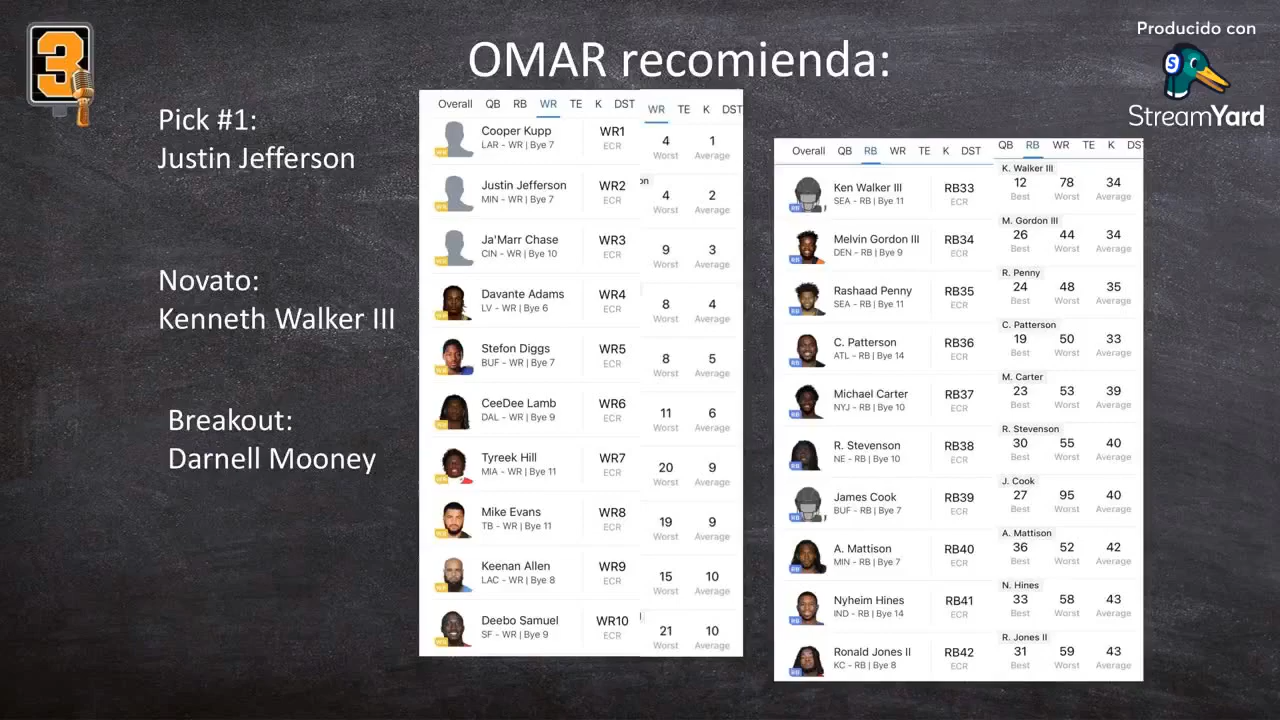 3
OMAR recomienda:
Producido con
S
StreamYard
Pick #1:
Justin Jefferson
Novato:
Kenneth Walker III
Breakout:
Darnell Mooney
Overall QB RB WR TE K DST
WR TE K DST
Cooper Kupp WR1 4 1
LAR - WR | Bye 7 ECR Worst Average
on
Justin Jefferson WR2 4 2
MIN - WR | Bye 7 ECR Worst Average
Ja'Marr Chase WR3 9 3
CIN - WR | Bye 10 ECR Worst Average
Davante Adams WR4 8 4
LV - WR | Bye 6 ECR Worst Average
Stefon Diggs WR5 8 5
BUF - WR | Bye 7 ECR Worst Average
CeeDee Lamb WR6 11 6
DAL - WR | Bye 9 ECR Worst Average
Tyreek Hill WR7 20 9
MIA - WR | Bye 11 ECR Worst Average
Mike Evans WR8 19 9
TB - WR | Bye 11 ECR Worst Average
Keenan Allen WR9 15 10
LAC - WR | Bye 8 ECR Worst Average
Deebo Samuel WR10 21 10
SF - WR | Bye 9 ECR Worst Average
Overall QB RB WR TE K DST
QB RB WR TE K DS
K. Walker III
Ken Walker III RB33 12 78 34
SEA - RB | Bye 11 ECR Best Worst Average
M. Gordon III
Melvin Gordon III RB34 26 44 34
DEN - RB | Bye 9 ECR Best Worst Average
R. Penny
Rashaad Penny RB35 24 48 35
SEA - RB | Bye 11 ECR Best Worst Average
C. Patterson
C. Patterson RB36 19 50 33
ATL - RB | Bye 14 ECR Best Worst Average
M. Carter
Michael Carter RB37 23 53 39
NYJ - RB | Bye 10 ECR Best Worst Average
R. Stevenson
R. Stevenson RB38 30 55 40
NE - RB | Bye 10 ECR Best Worst Average
J. Cook
James Cook RB39 27 95 40
BUF - RB | Bye 7 ECR Best Worst Average
A. Mattison
A. Mattison RB40 36 52 42
MIN - RB | Bye 7 ECR Best Worst Average
N. Hines
Nyheim Hines RB41 33 58 43
IND - RB | Bye 14 ECR Best Worst Average
R. Jones II
Ronald Jones II RB42 31 59 43
KC - RB | Bye 8 ECR Best Worst Average